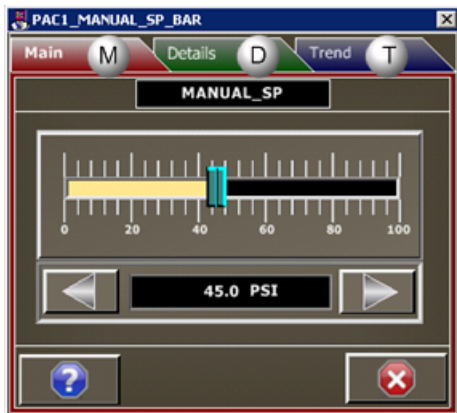 PAC1_MANUAL_SP_BAR
Main M Details D Trend T
MANUAL_SP
0 20 40 60 80 100
45.0 PSI
?